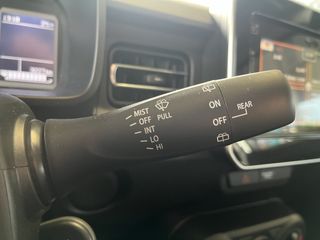 MIST
OFF PULL
INT
LO
HI
ON
OFF
REAR